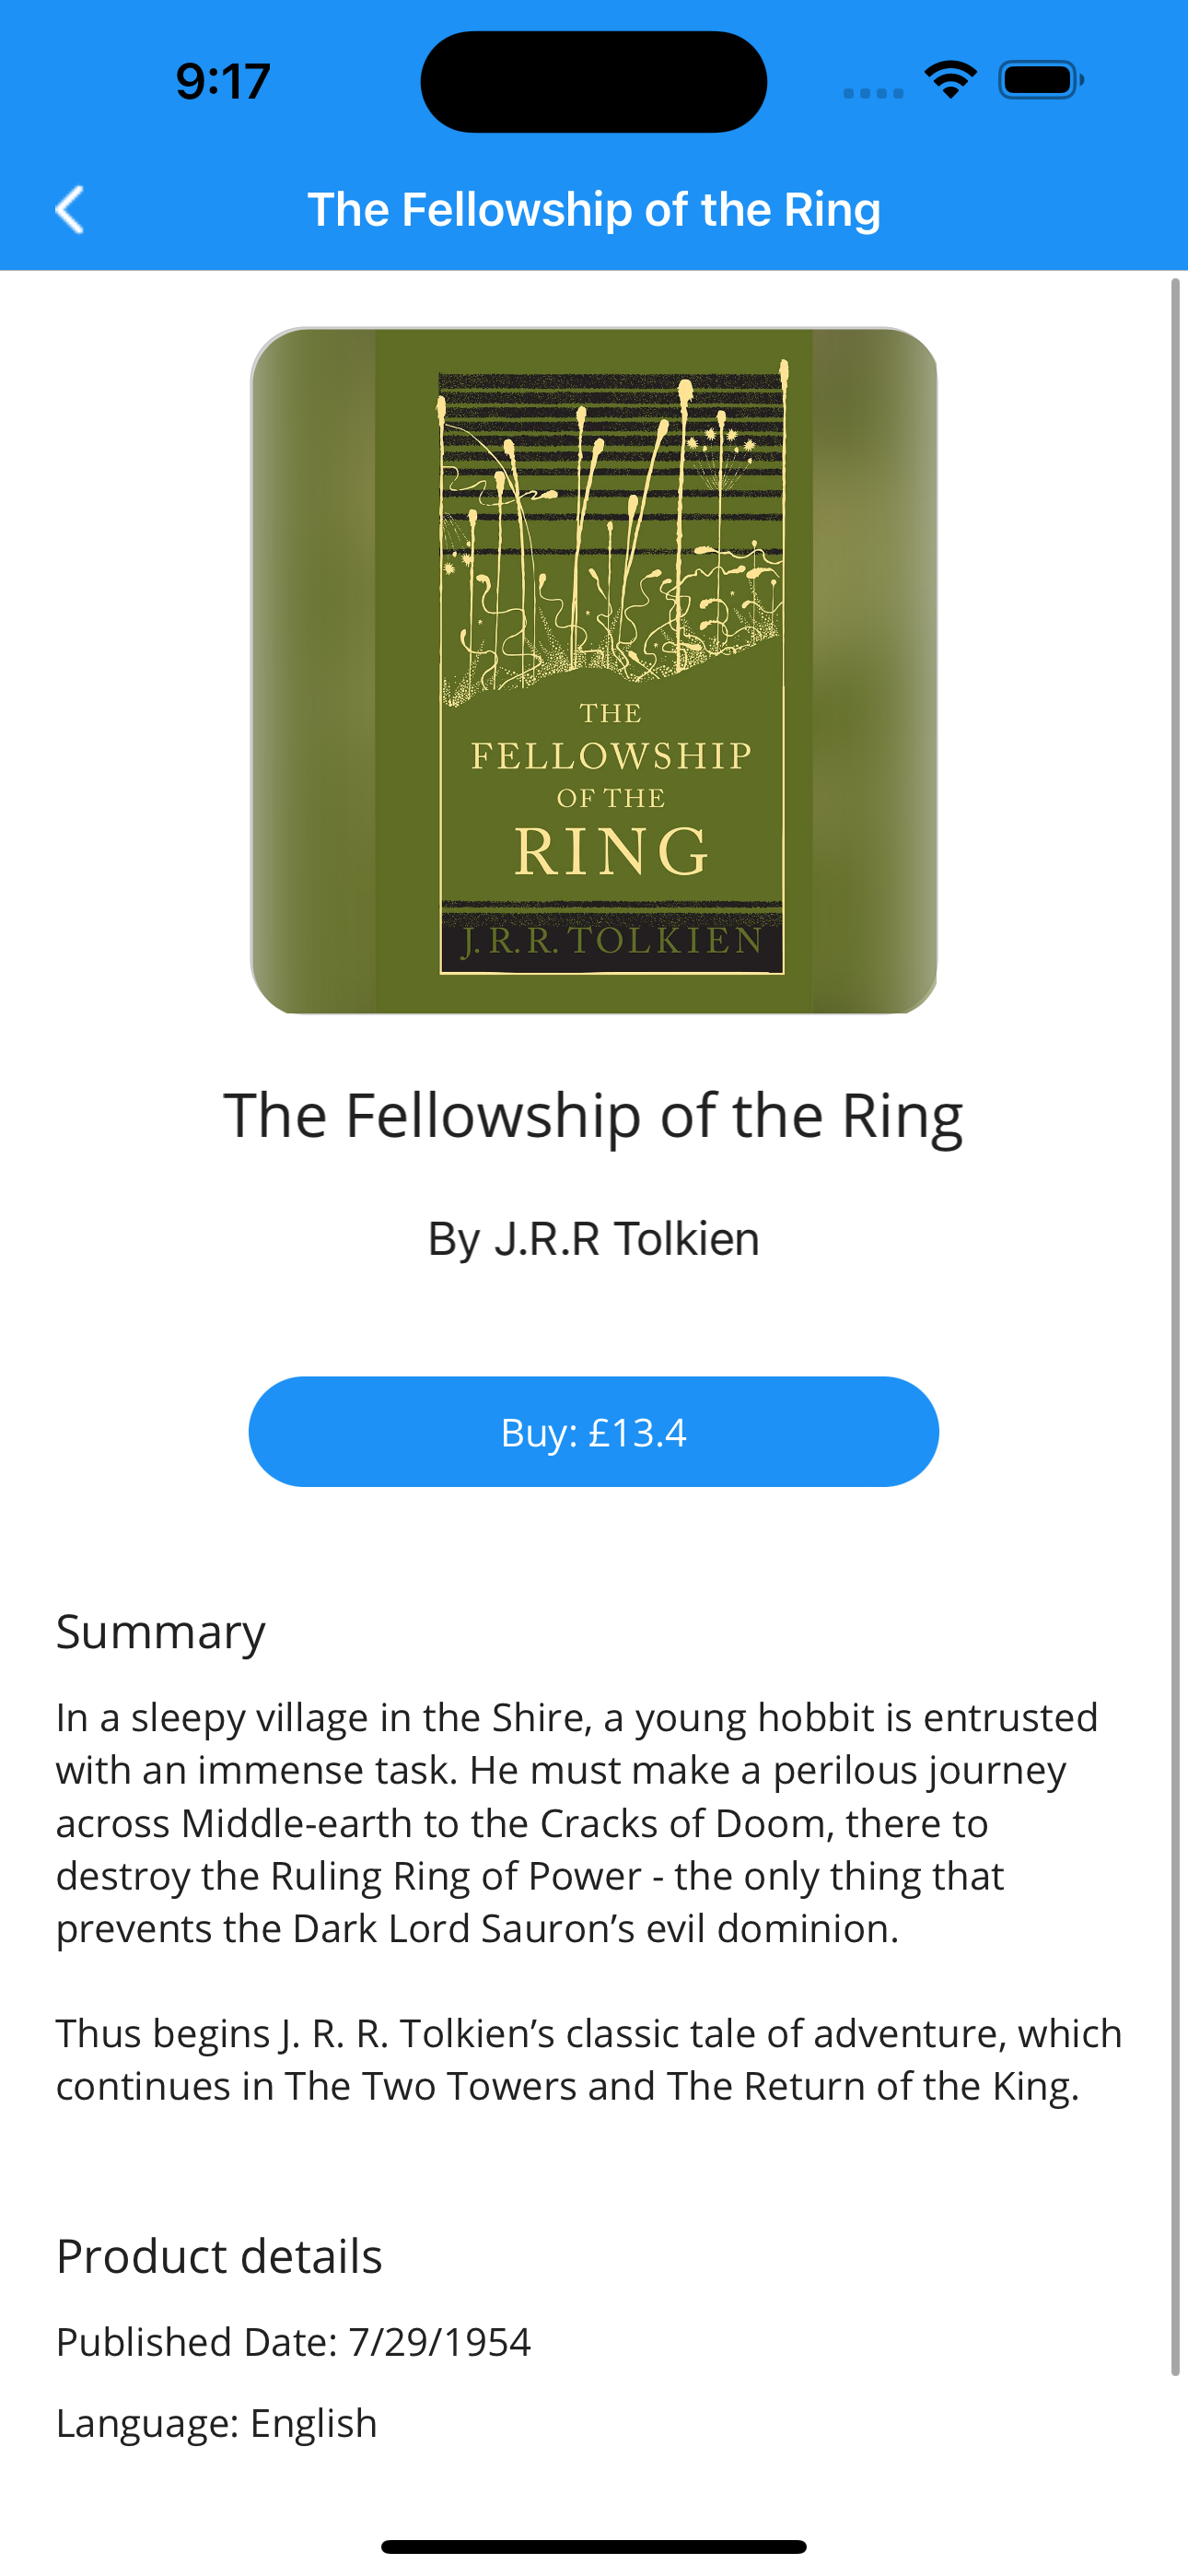 9:17
The Fellowship of the Ring
THE
FELLOWSHIP
OF THE
RING
J. R. R. TOLKIEN
The Fellowship of the Ring
By J.R.R Tolkien
Buy: £13.4
Summary
In a sleepy village in the Shire, a young hobbit is entrusted
with an immense task. He must make a perilous journey
across Middle-earth to the Cracks of Doom, there to
destroy the Ruling Ring of Power - the only thing that
prevents the Dark Lord Sauron’s evil dominion.
Thus begins J. R. R. Tolkien’s classic tale of adventure, which
continues in The Two Towers and The Return of the King.
Product details
Published Date: 7/29/1954
Language: English